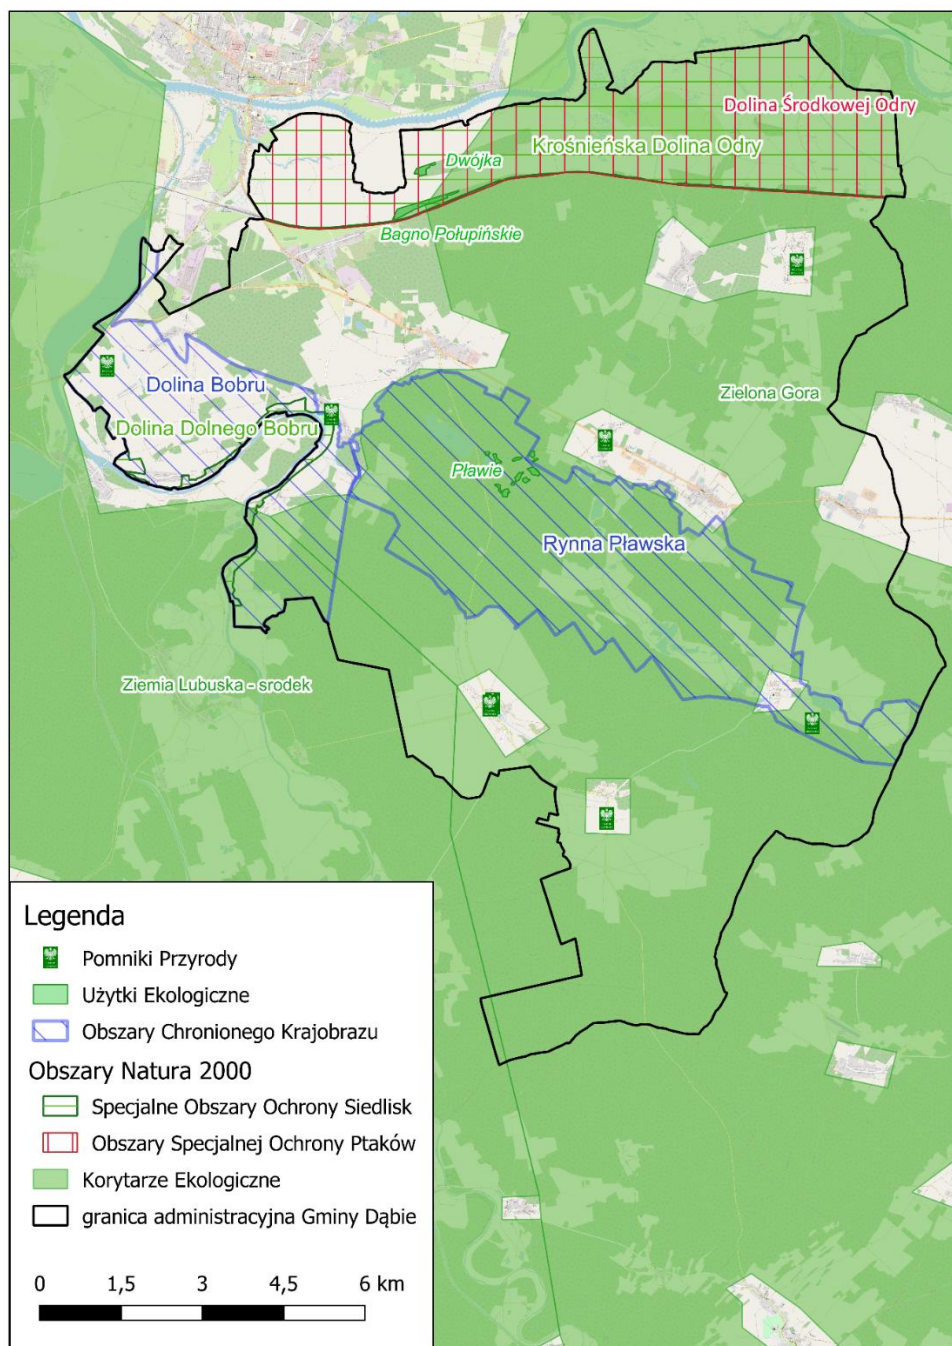 Dolina Środkowej Odry
Krośnieńska Dolina Odry
Dwójka
Bagno Połupińskie
Dolina Bobru
Zielona Gora
Dolina Dolnego Bobru
Pławie
Rynna Pławska
Ziemia Lubuska - srodek
Legenda
Pomniki Przyrody
Użytki Ekologiczne
Obszary Chronionego Krajobrazu
Obszary Natura 2000
Specjalne Obszary Ochrony Siedlisk
Obszary Specjalnej Ochrony Ptaków
Korytarze Ekologiczne
granica administracyjna Gminy Dąbie
0 1,5 3 4,5 6 km